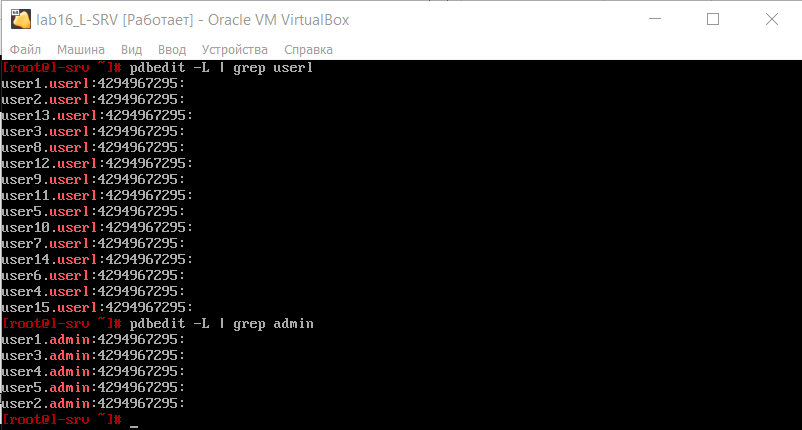 lab16_L-SRV [Работает] - Oracle VM VirtualBox
Файл Машина Вид Ввод Устройства Справка
[root@l-srv ~]# pdbedit -L | grep userl
user1.userl:4294967295:
user2.userl:4294967295:
user13.userl:4294967295:
user3.userl:4294967295:
user8.userl:4294967295:
user12.userl:4294967295:
user9.userl:4294967295:
user11.userl:4294967295:
user5.userl:4294967295:
user10.userl:4294967295:
user7.userl:4294967295:
user14.userl:4294967295:
user6.userl:4294967295:
user4.userl:4294967295:
user15.userl:4294967295:
[root@l-srv ~]# pdbedit -L | grep admin
user1.admin:4294967295:
user3.admin:4294967295:
user4.admin:4294967295:
user5.admin:4294967295:
user2.admin:4294967295:
[root@l-srv ~]# _